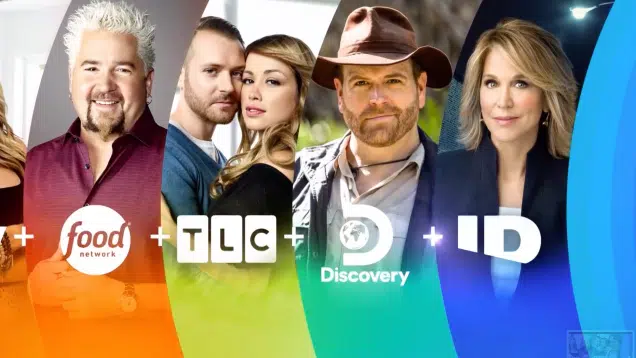 + food
network
+ TLC + Discovery + ID